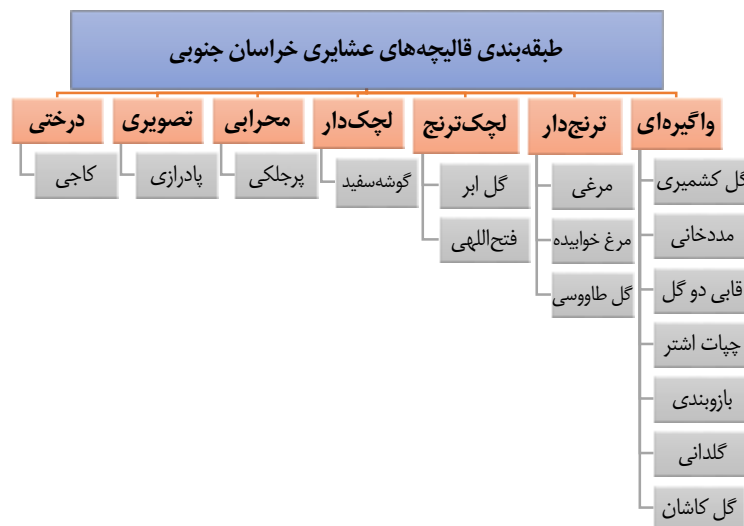 طبقه‌بندی قالیچه‌های عشایری خراسان جنوبی
واگیره‌ای
گل کشمیری
مددخانی
قابی دو گل
چپات اشتر
بازوبندی
گلدانی
گل کاشان
ترنج‌دار
مرغی
مرغ خوابیده
گل طاووسی
لچک‌ترنج
گل ابر
فتح‌اللهی
لچک‌دار
گوشه‌سفید
محرابی
پرجلکی
تصویری
پادرازی
درختی
کاجی